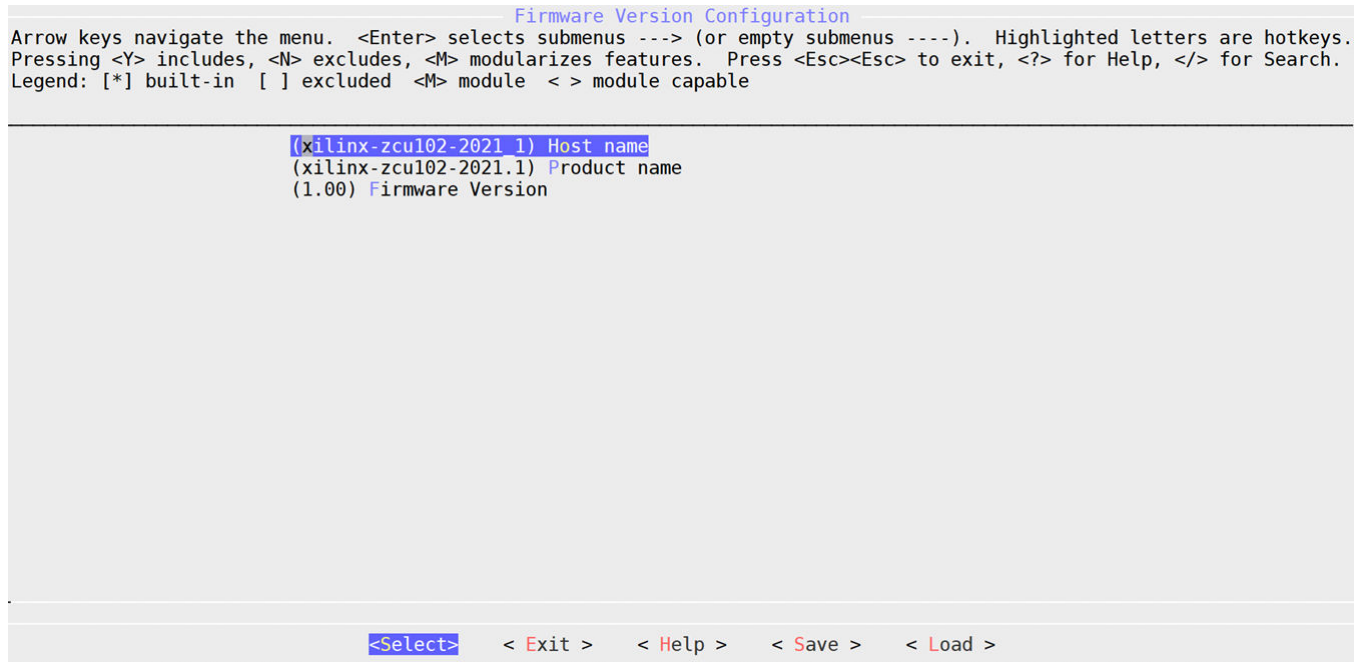 Firmware Version Configuration
Arrow keys navigate the menu.  <Enter> selects submenus ---> (or empty submenus ----).  Highlighted letters are hotkeys.
Pressing <Y> includes, <N> excludes, <M> modularizes features.  Press <Esc><Esc> to exit, <?> for Help, </> for Search.
Legend: [*] built-in  [ ] excluded  <M> module  < > module capable
(xilinx-zcu102-2021_1) Host name
(xilinx-zcu102-2021.1) Product name
(1.00) Firmware Version
<Select>    < Exit >    < Help >    < Save >    < Load >